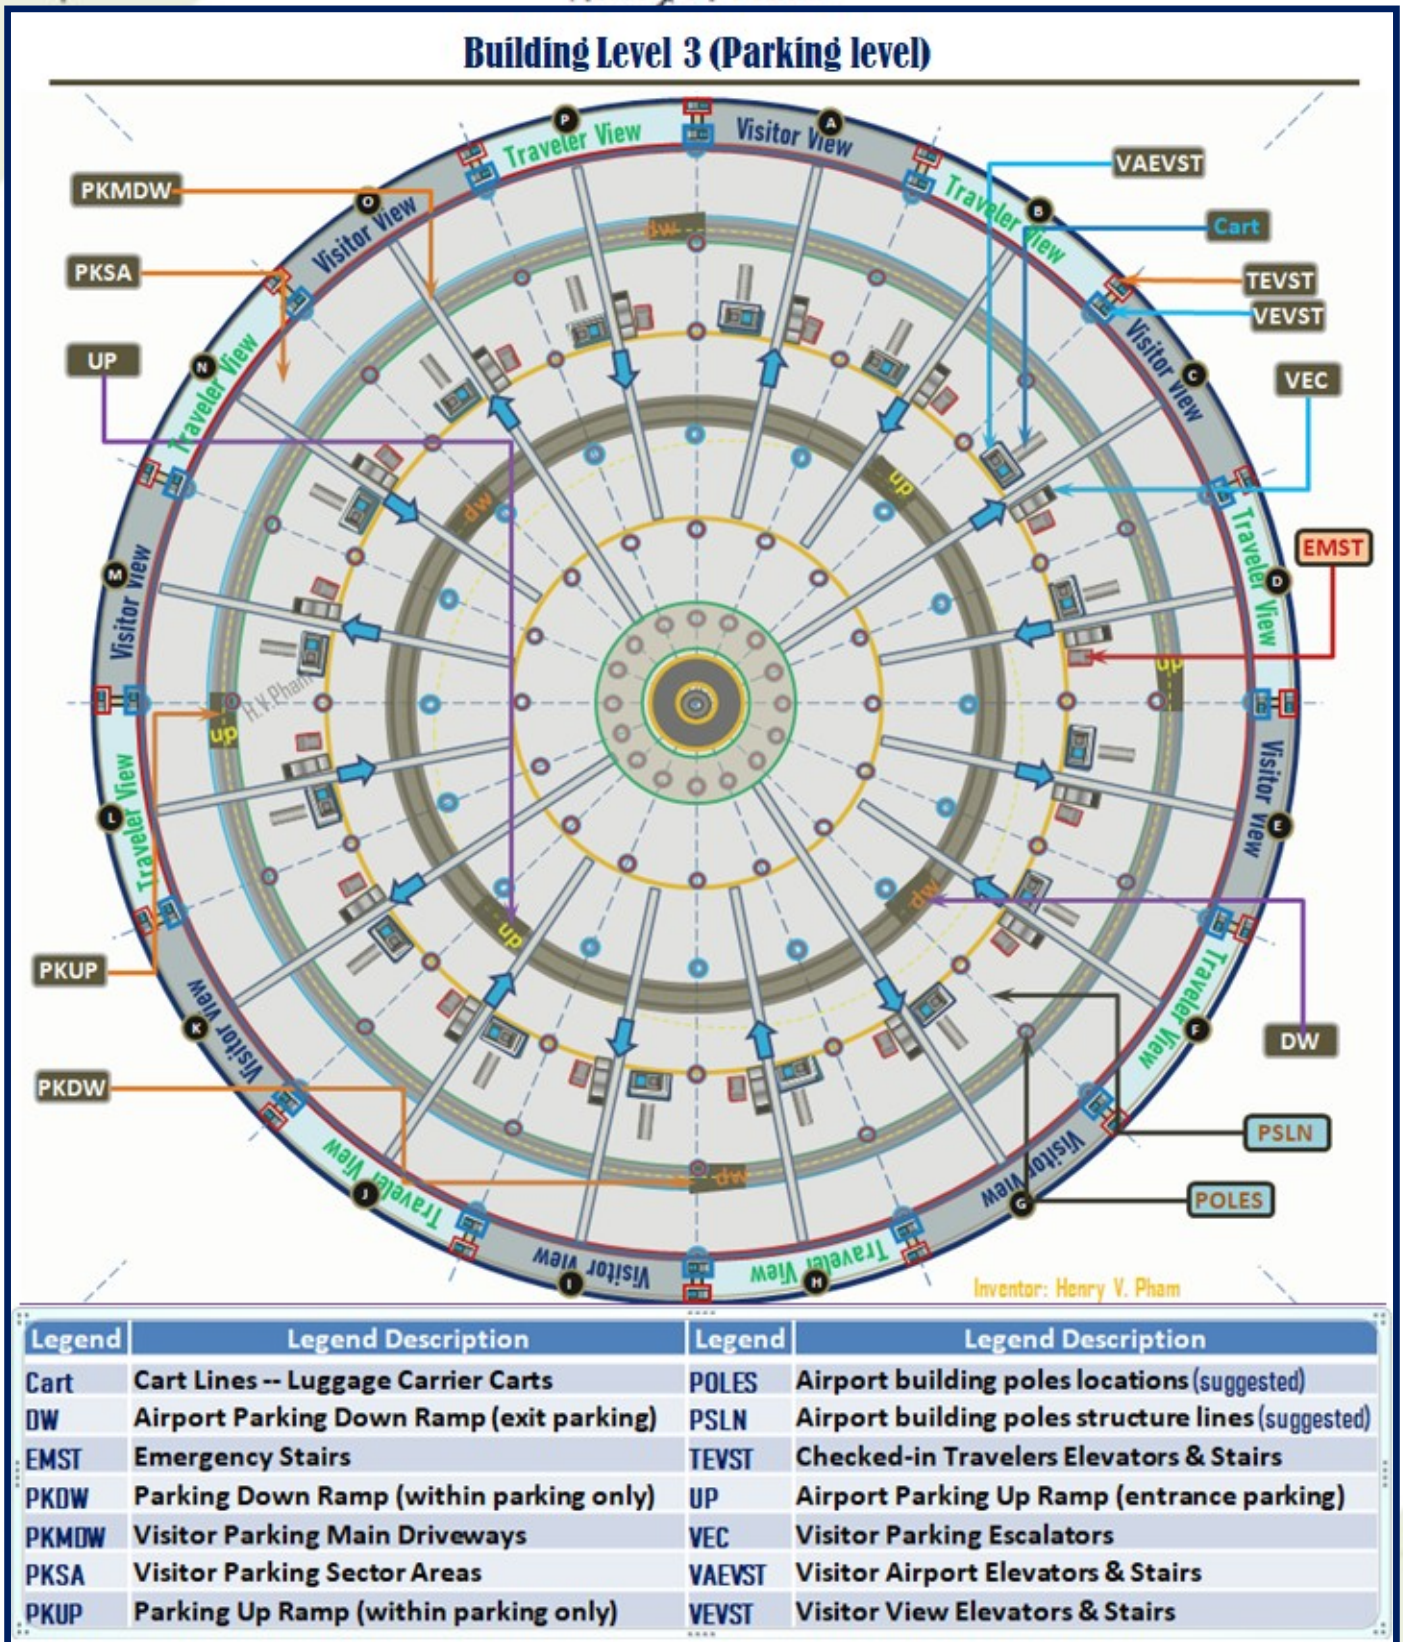 Building Level 3 (Parking level)
P
A
Traveler View
Visitor View
PKMDW
VAEVST
O
Visitor View
Traveler View
B
dw
Cart
PKSA
TEVST
VEVST
UP
N
Traveler View
Visitor View
C
VEC
dw
up
M
Visitor View
Traveler View
D
EMST
H.V.Pham
up
up
L
Traveler View
Visitor View
E
PKUP
up
dw
Traveler View
F
K
Visitor View
DW
PKDW
PSLN
dw
J
Traveler View
Visitor View
G
POLES
I
Visitor View
Traveler View
H
Inventor: Henry V. Pham
Legend Legend Description Legend Legend Description
Cart Cart Lines -- Luggage Carrier Carts POLES Airport building poles locations (suggested)
DW Airport Parking Down Ramp (exit parking) PSLN Airport building poles structure lines (suggested)
EMST Emergency Stairs TEVST Checked-in Travelers Elevators & Stairs
PKDW Parking Down Ramp (within parking only) UP Airport Parking Up Ramp (entrance parking)
PKMDW Visitor Parking Main Driveways VEC Visitor Parking Escalators
PKSA Visitor Parking Sector Areas VAEVST Visitor Airport Elevators & Stairs
PKUP Parking Up Ramp (within parking only) VEVST Visitor View Elevators & Stairs